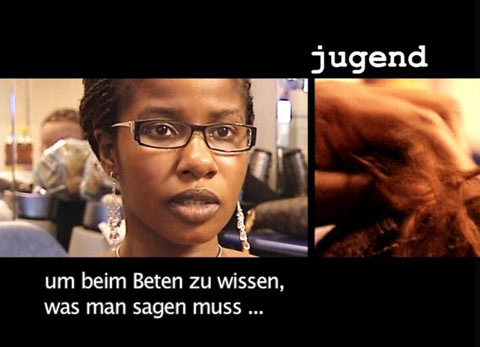 jugend
um beim Beten zu wissen,
was man sagen muss ...